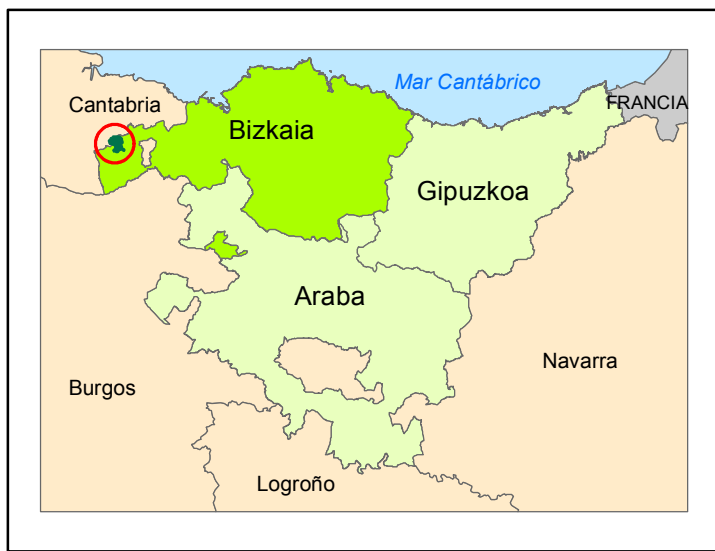 Mar Cantábrico
Cantabria
FRANCIA
Bizkaia
Gipuzkoa
Araba
Navarra
Burgos
Logroño